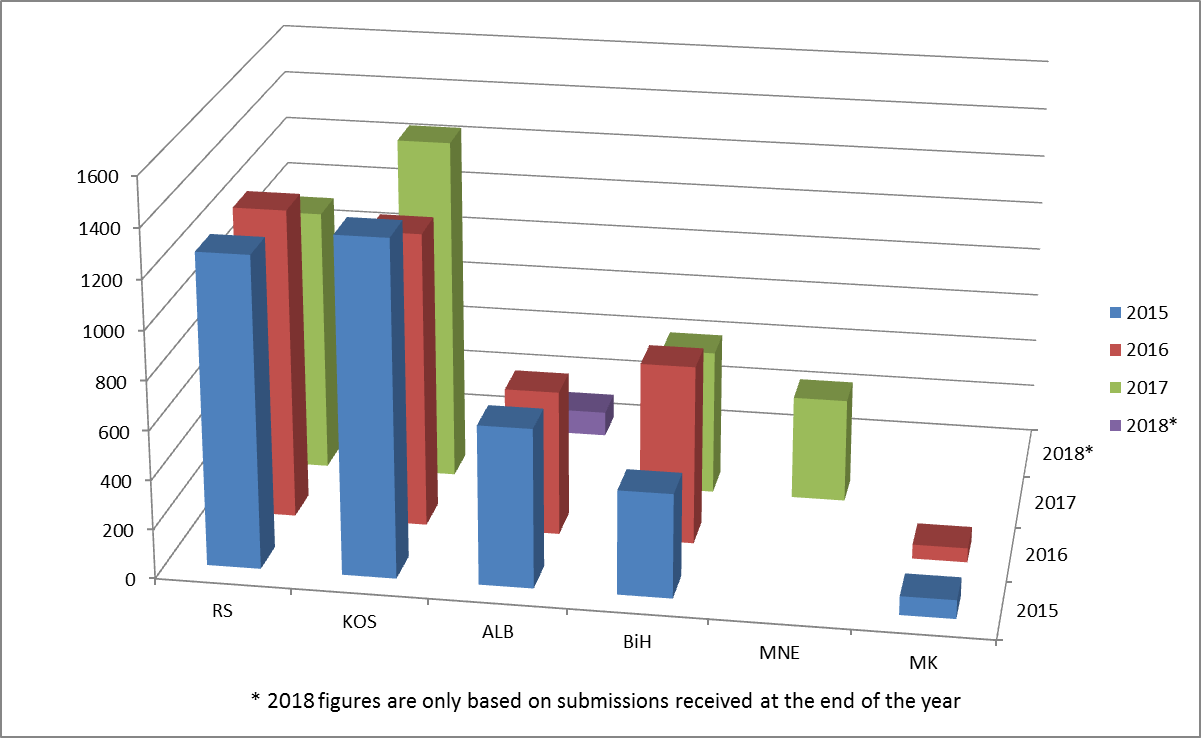 1600
1400
1200
1000
800
600
400
200
0
RS
KOS
ALB
BiH
MNE
MK
2015
2016
2017
2018*
2015
2016
2017
2018*
* 2018 figures are only based on submissions received at the end of the year